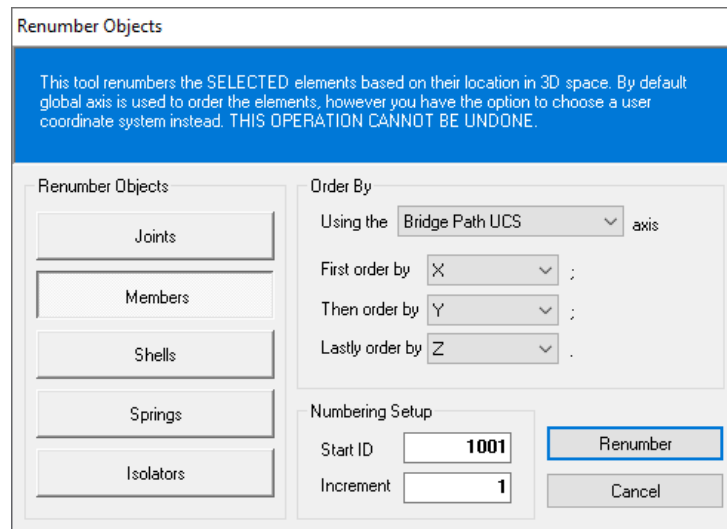 Renumber Objects
This tool renumbers the SELECTED elements based on their location in 3D space. By default
global axis is used to order the elements, however you have the option to choose a user
coordinate system instead. THIS OPERATION CANNOT BE UNDONE.
Renumber Objects
Joints
Members
Shells
Springs
Isolators
Order By
Using the Bridge Path UCS axis
First order by X ;
Then order by Y ;
Lastly order by Z .
Numbering Setup
Start ID 1001
Increment 1
Renumber
Cancel